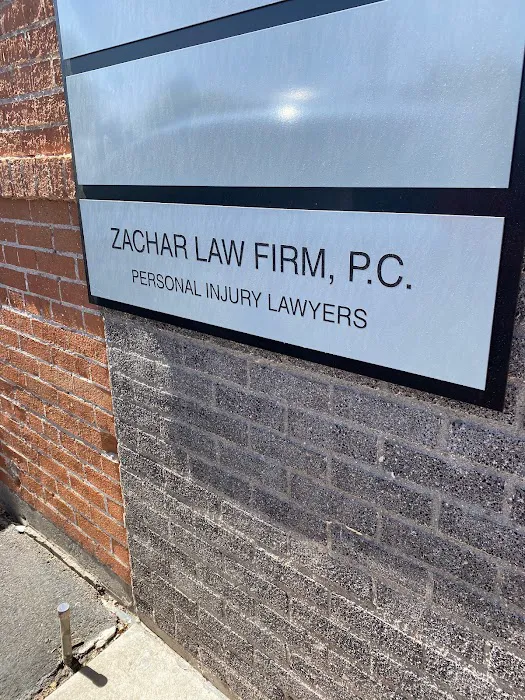 ZACHAR LAW FIRM, P.C.
PERSONAL INJURY LAWYERS